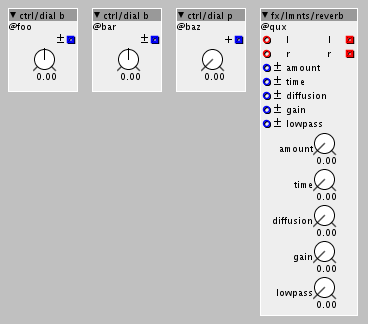 ctrl/dial b
@foo
±
0.00
ctrl/dial b
@bar
±
0.00
ctrl/dial p
@baz
+
0.00
fx/lmnts/reverb
@qux
l l
r r
± amount
± time
± diffusion
± gain
± lowpass
amount
0.00
time
0.00
diffusion
0.00
gain
0.00
lowpass
0.00